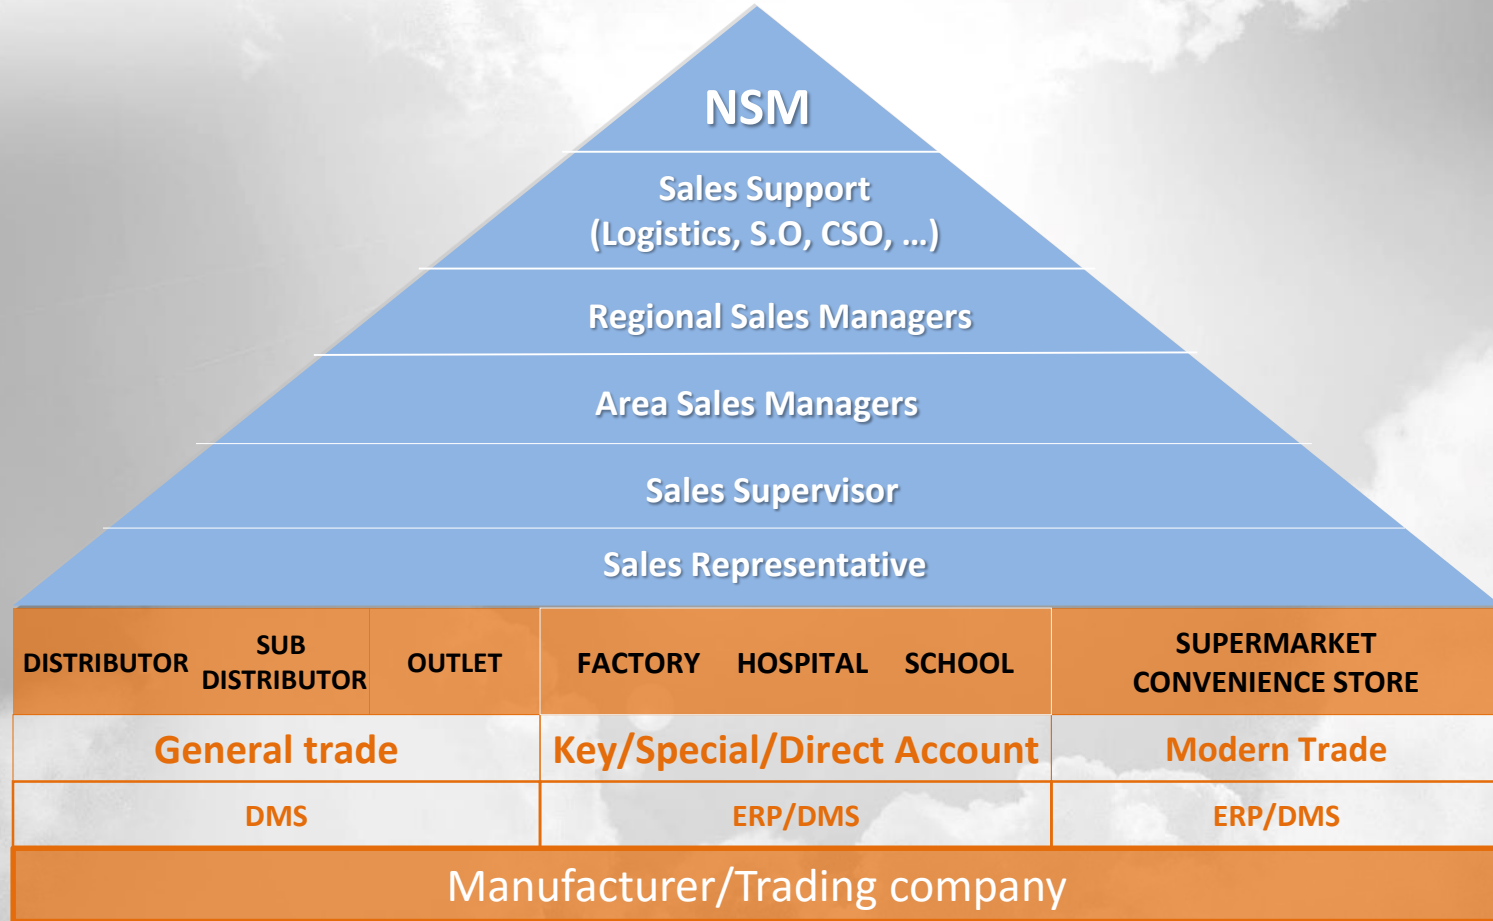 NSM
Sales Support
(Logistics, S.O, CSO, ...)
Regional Sales Managers
Area Sales Managers
Sales Supervisor
Sales Representative
DISTRIBUTOR
SUB
DISTRIBUTOR
OUTLET
FACTORY HOSPITAL SCHOOL
SUPERMARKET
CONVENIENCE STORE
General trade
Key/Special/Direct Account
Modern Trade
DMS
ERP/DMS
ERP/DMS
Manufacturer/Trading company